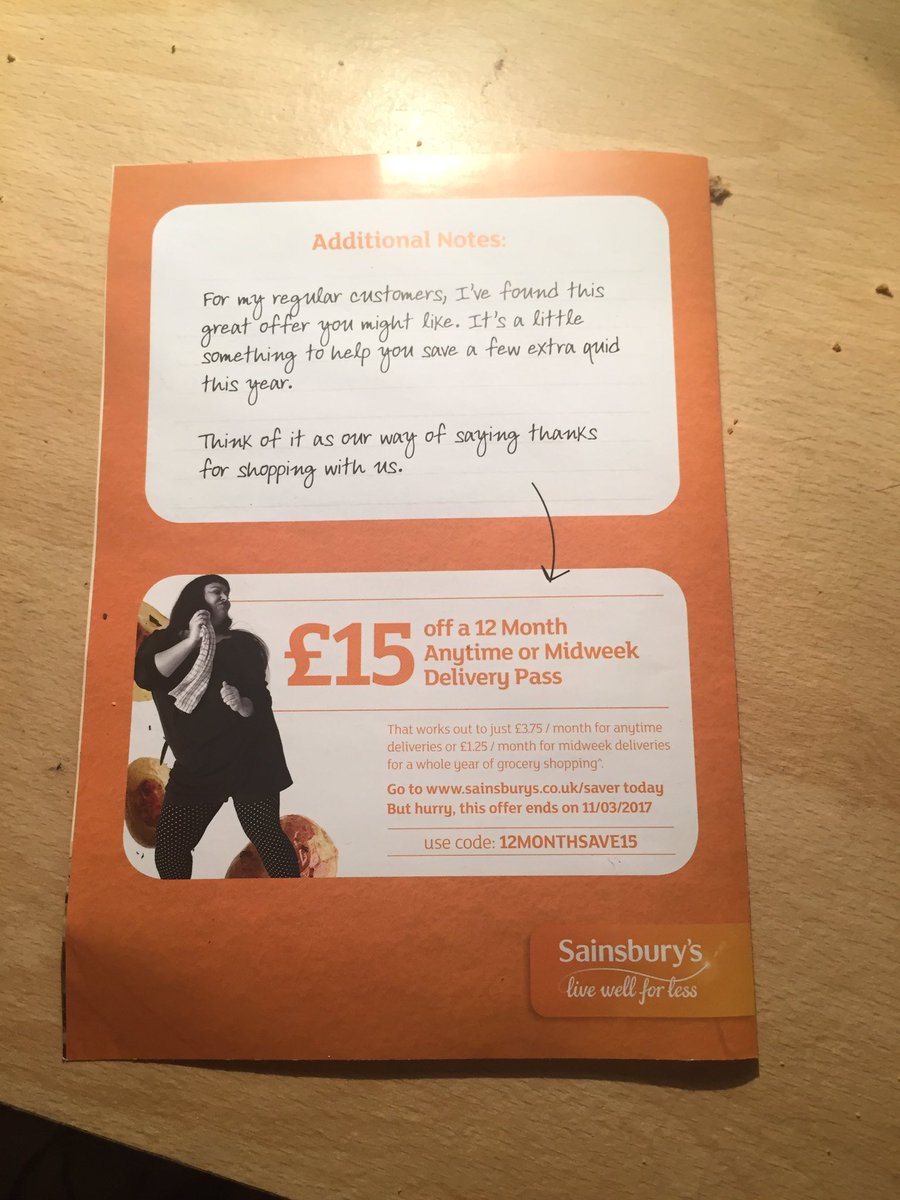 Additional Notes:
For my regular customers, I've found this
great offer you might like. It's a little
something to help you save a few extra quid
this year.
Think of it as our way of saying thanks
for shopping with us.
£15
off a 12 Month
Anytime or Midweek
Delivery Pass
That works out to just £3.75 / month for anytime
deliveries or £1.25 / month for midweek deliveries
for a whole year of grocery shopping^.
Go to www.sainsburys.co.uk/saver today
But hurry, this offer ends on 11/03/2017
use code: 12MONTHSAVE15
Sainsbury's
live well for less